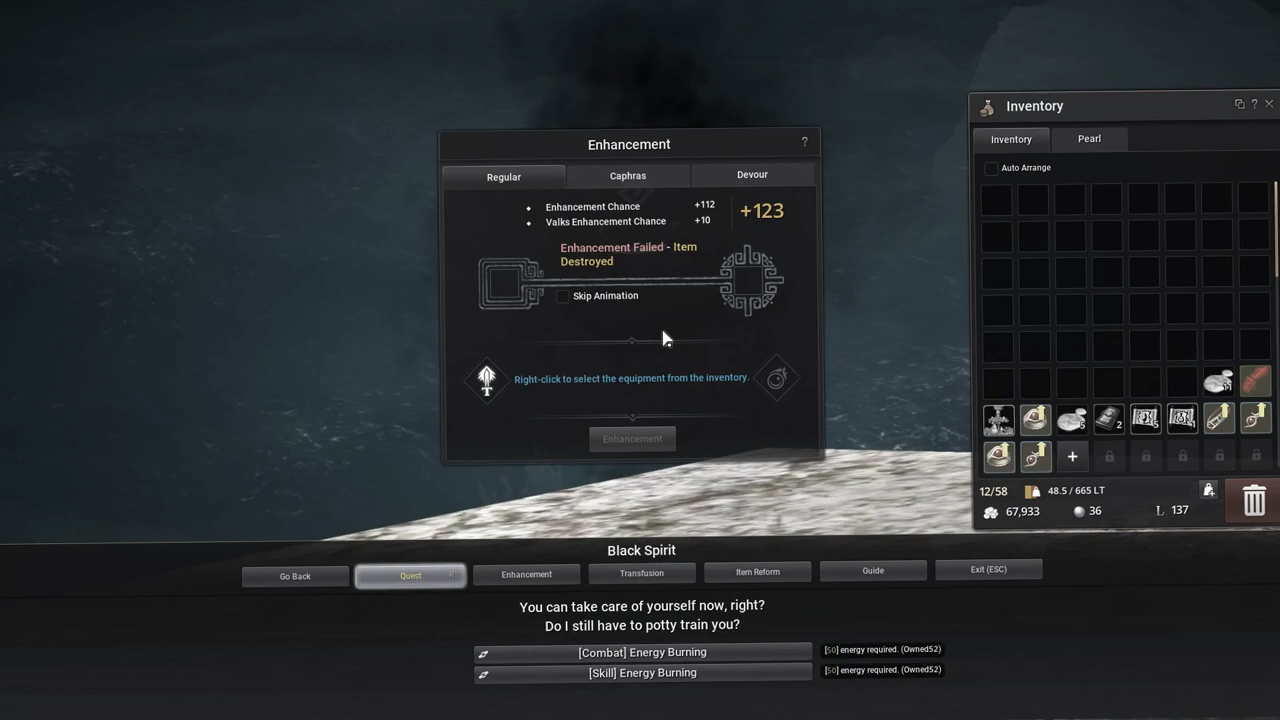 Enhancement
?
Regular
Caphras
Devour
Enhancement Chance
+112
Valks Enhancement Chance
+10
+123
Enhancement Failed - Item
Destroyed
Skip Animation
Right-click to select the equipment from the inventory.
Enhancement
Inventory
?
Inventory
Pearl
Auto Arrange
2
12/58
48.5 / 665 LT
67,933
36
137
Black Spirit
Go Back
Quest
R
Enhancement
Transfusion
Item Reform
Guide
Exit (ESC)
You can take care of yourself now, right?
Do I still have to potty train you?
[Combat] Energy Burning
[50] energy required. (Owned52)
[Skill] Energy Burning
[50] energy required. (Owned52)